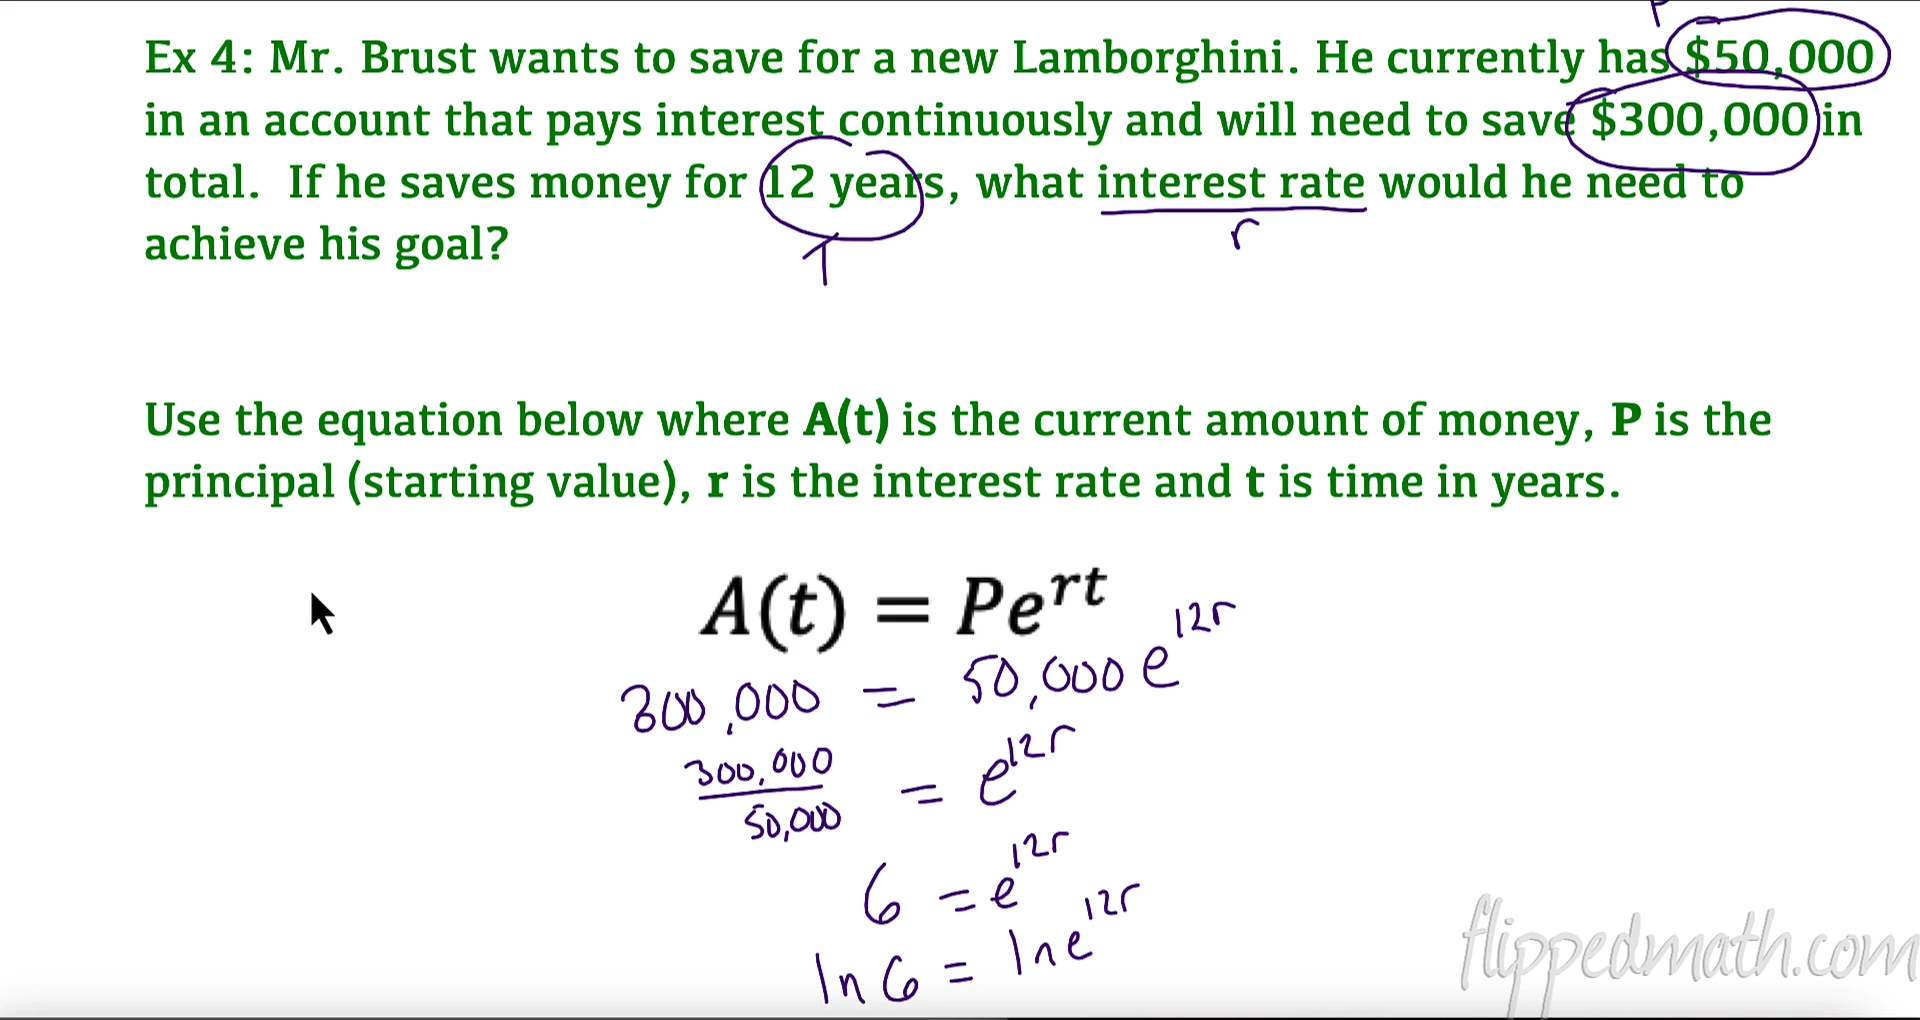 P
Ex 4: Mr. Brust wants to save for a new Lamborghini. He currently has $50,000
in an account that pays interest continuously and will need to save $300,000 in
total. If he saves money for 12 years, what interest rate would he need to
achieve his goal?
T r
Use the equation below where A(t) is the current amount of money, P is the
principal (starting value), r is the interest rate and t is time in years.
A(t) = Pe^rt
300,000 = 50,000 e^12r
300,000/50,000 = e^12r
6 = e^12r
ln 6 = ln e^12r
flippedmath.com